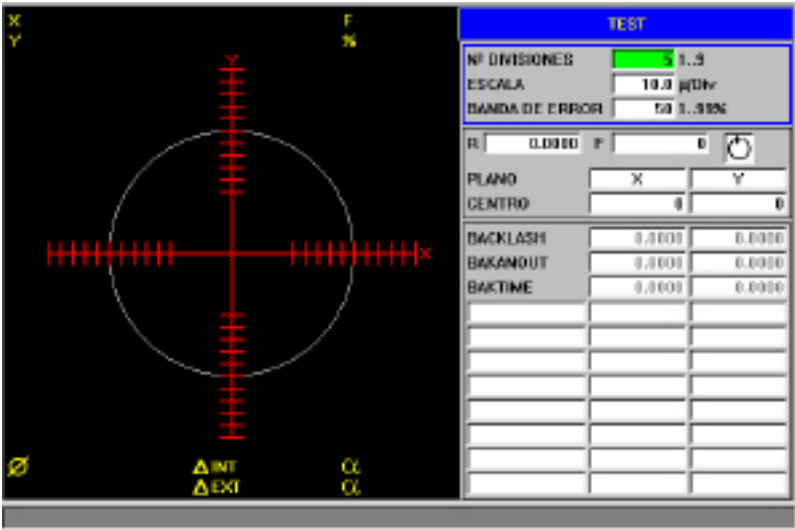 X F
Y %
Y
X
Ø
Δ INT α
Δ EXT α
TEST
Nº DIVISIONES 5 1..9
ESCALA 10.0 µ/Div
BANDA DE ERROR 50 1..99%
R 0.0000 F 0
PLANO X Y
CENTRO 0 0
BACKLASH 0.0000 0.0000
BAKANOUT 0.0000 0.0000
BAKTIME 0.0000 0.0000